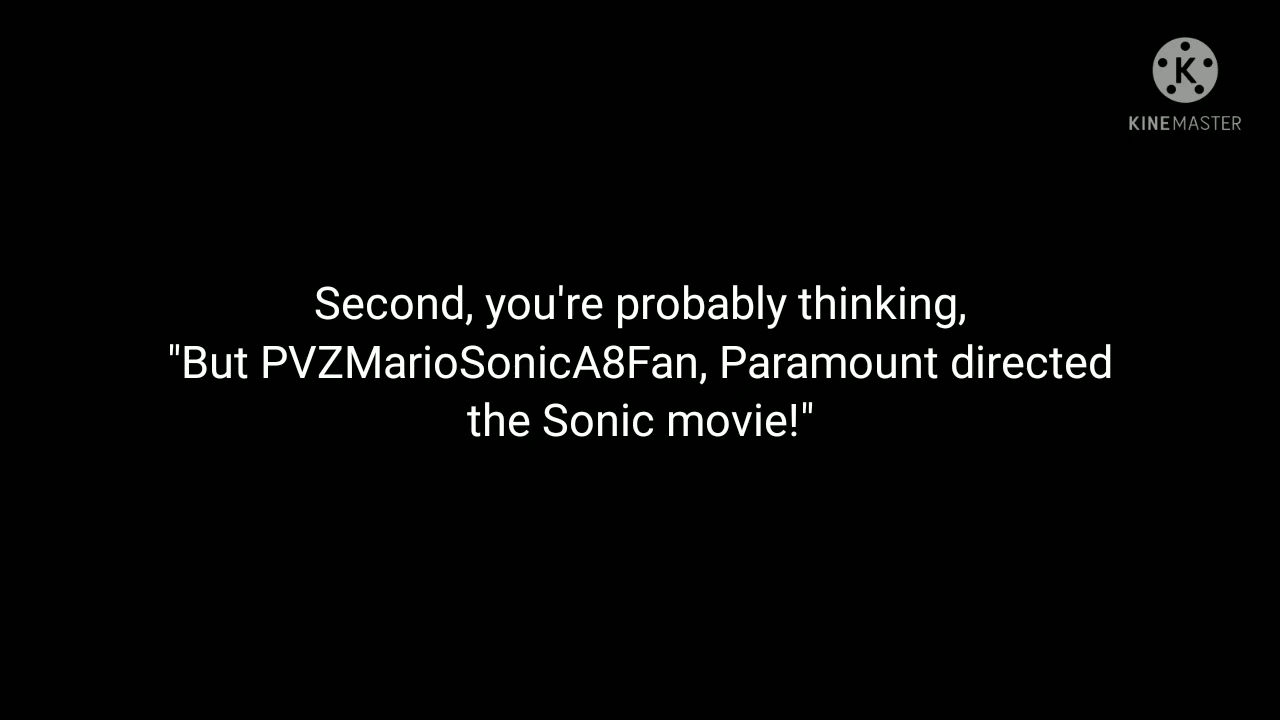 K
KINEMASTER
Second, you're probably thinking,
"But PVZMarioSonicA8Fan, Paramount directed
the Sonic movie!"